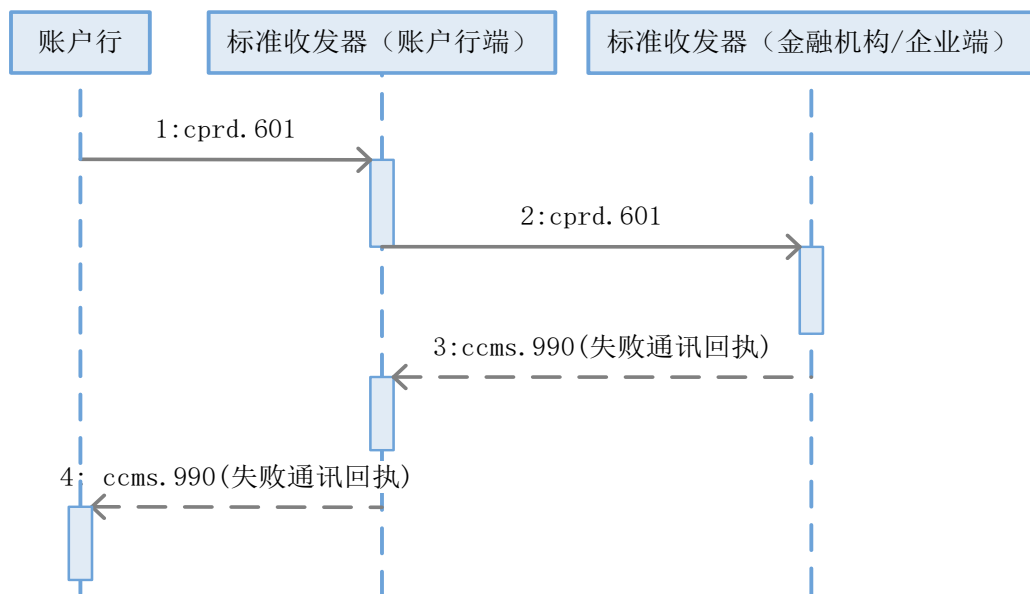 账户行
标准收发器（账户行端）
标准收发器（金融机构/企业端）
1:cprd.601
2:cprd.601
3:ccms.990(失败通讯回执)
4: ccms.990(失败通讯回执)